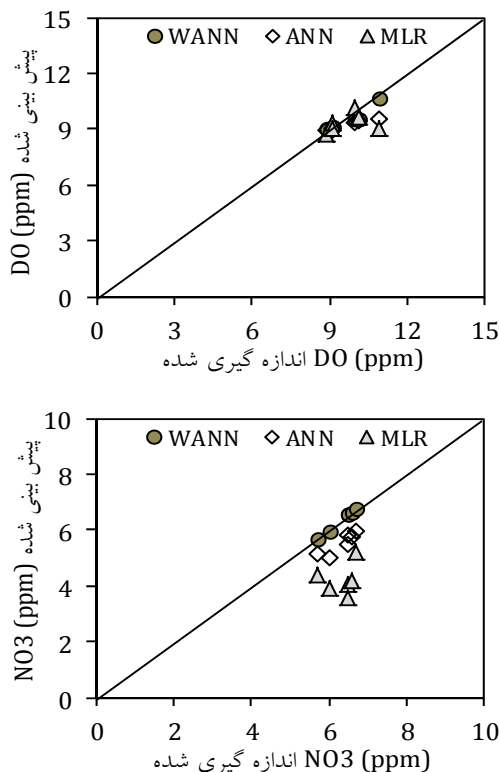 15
12
9
6
3
0
WANN ANN MLR
پیش بینی شده DO (ppm)
0 3 6 9 12 15
اندازه گیری شده DO (ppm)
10
8
6
4
2
0
WANN ANN MLR
پیش بینی شده NO3 (ppm)
0 2 4 6 8 10
اندازه گیری شده NO3 (ppm)